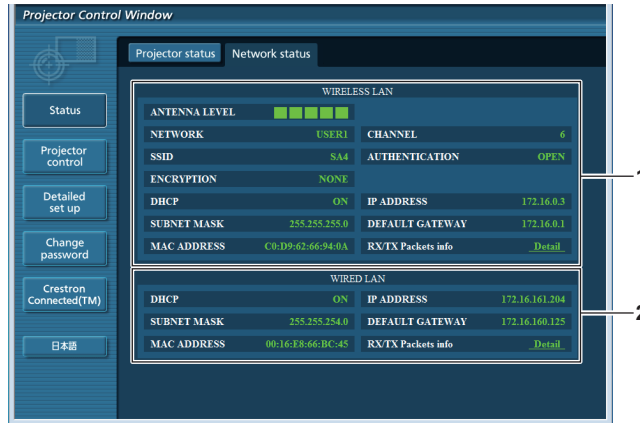 Projector Control Window
Projector status Network status
Status
Projector
control
Detailed
set up
Change
password
Crestron
Connected(TM)
日本語
WIRELESS LAN
ANTENNA LEVEL
NETWORK USER1 CHANNEL 6
SSID SA4 AUTHENTICATION OPEN
ENCRYPTION NONE
DHCP ON IP ADDRESS 172.16.0.3
SUBNET MASK 255.255.255.0 DEFAULT GATEWAY 172.16.0.1
MAC ADDRESS C0:D9:62:66:94:0A RX/TX Packets info Detail
1
WIRED LAN
DHCP ON IP ADDRESS 172.16.161.204
SUBNET MASK 255.255.254.0 DEFAULT GATEWAY 172.16.160.125
MAC ADDRESS 00:16:E8:66:BC:45 RX/TX Packets info Detail
2